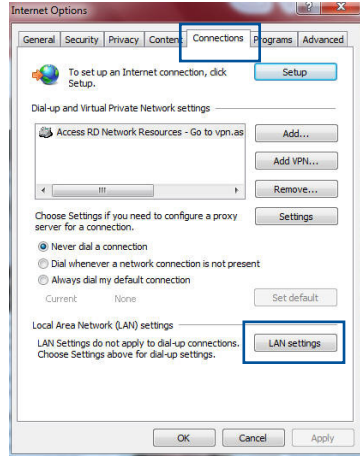 Internet Options
General Security Privacy Content Connections Programs Advanced
To set up an Internet connection, click
Setup.
Setup
Dial-up and Virtual Private Network settings
Access RD Network Resources - Go to vpn.as
Add...
Add VPN...
Remove...
Choose Settings if you need to configure a proxy
server for a connection.
Settings
Never dial a connection
Dial whenever a network connection is not present
Always dial my default connection
Current None
Set default
Local Area Network (LAN) settings
LAN Settings do not apply to dial-up connections.
Choose Settings above for dial-up settings.
LAN settings
OK Cancel Apply